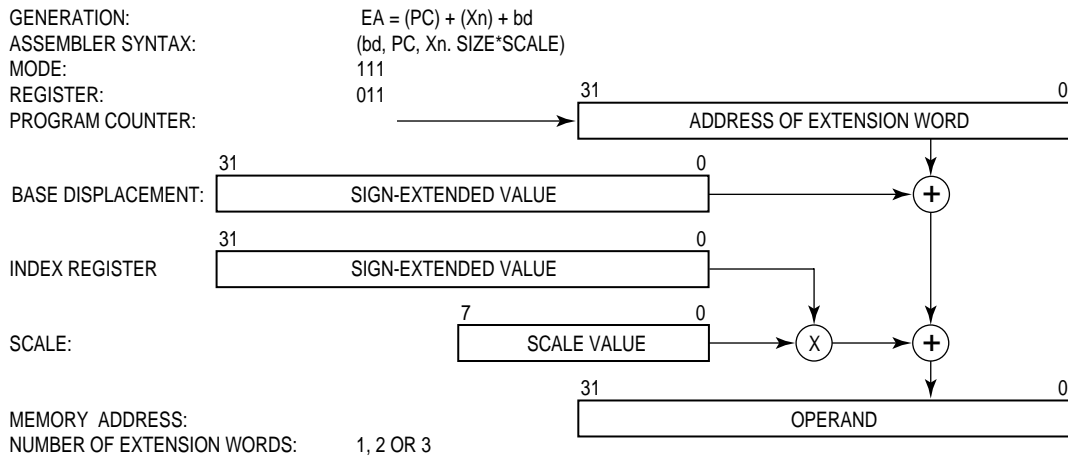 GENERATION: EA = (PC) + (Xn) + bd
ASSEMBLER SYNTAX: (bd, PC, Xn. SIZE*SCALE)
MODE: 111
REGISTER: 011
31 0
PROGRAM COUNTER: ADDRESS OF EXTENSION WORD
31 0
BASE DISPLACEMENT: SIGN-EXTENDED VALUE +
31 0
INDEX REGISTER SIGN-EXTENDED VALUE
7 0
SCALE: SCALE VALUE X +
31 0
MEMORY ADDRESS: OPERAND
NUMBER OF EXTENSION WORDS: 1, 2 OR 3